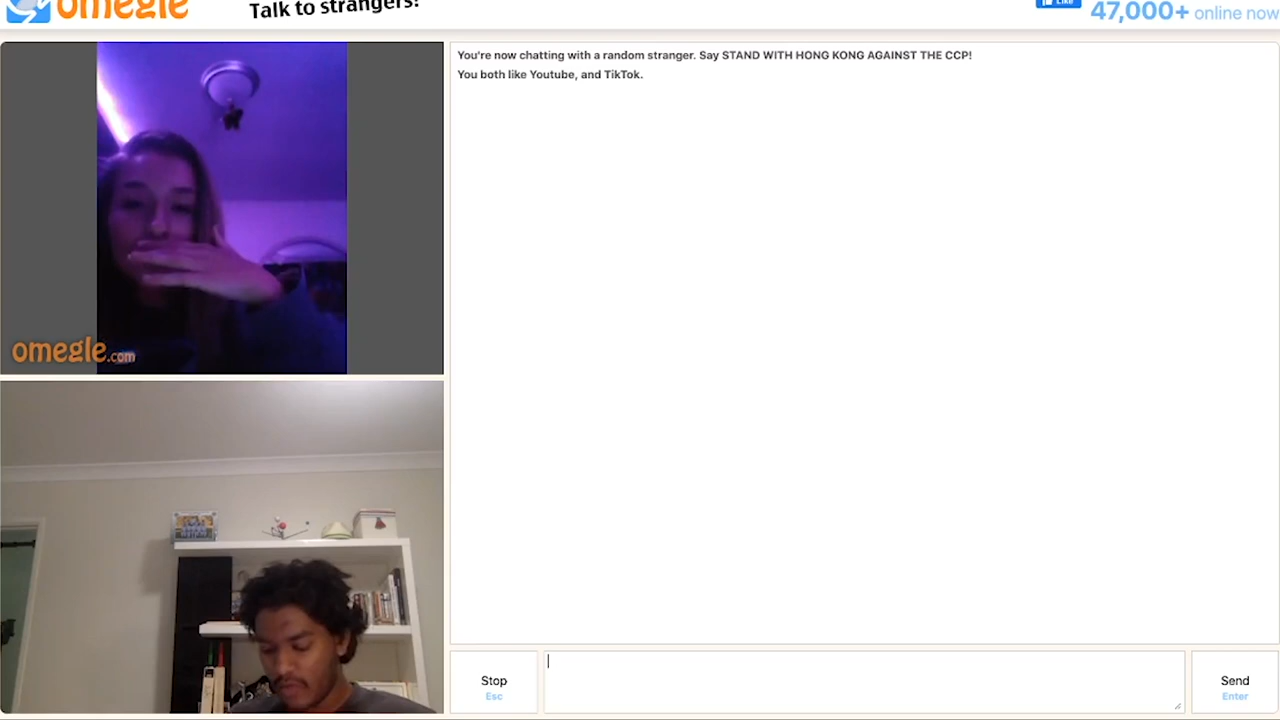 omegle
Talk to strangers!
Like
47,000+ online now
You're now chatting with a random stranger. Say STAND WITH HONG KONG AGAINST THE CCP!
You both like Youtube, and TikTok.
omegle.com
Stop
Esc
Send
Enter